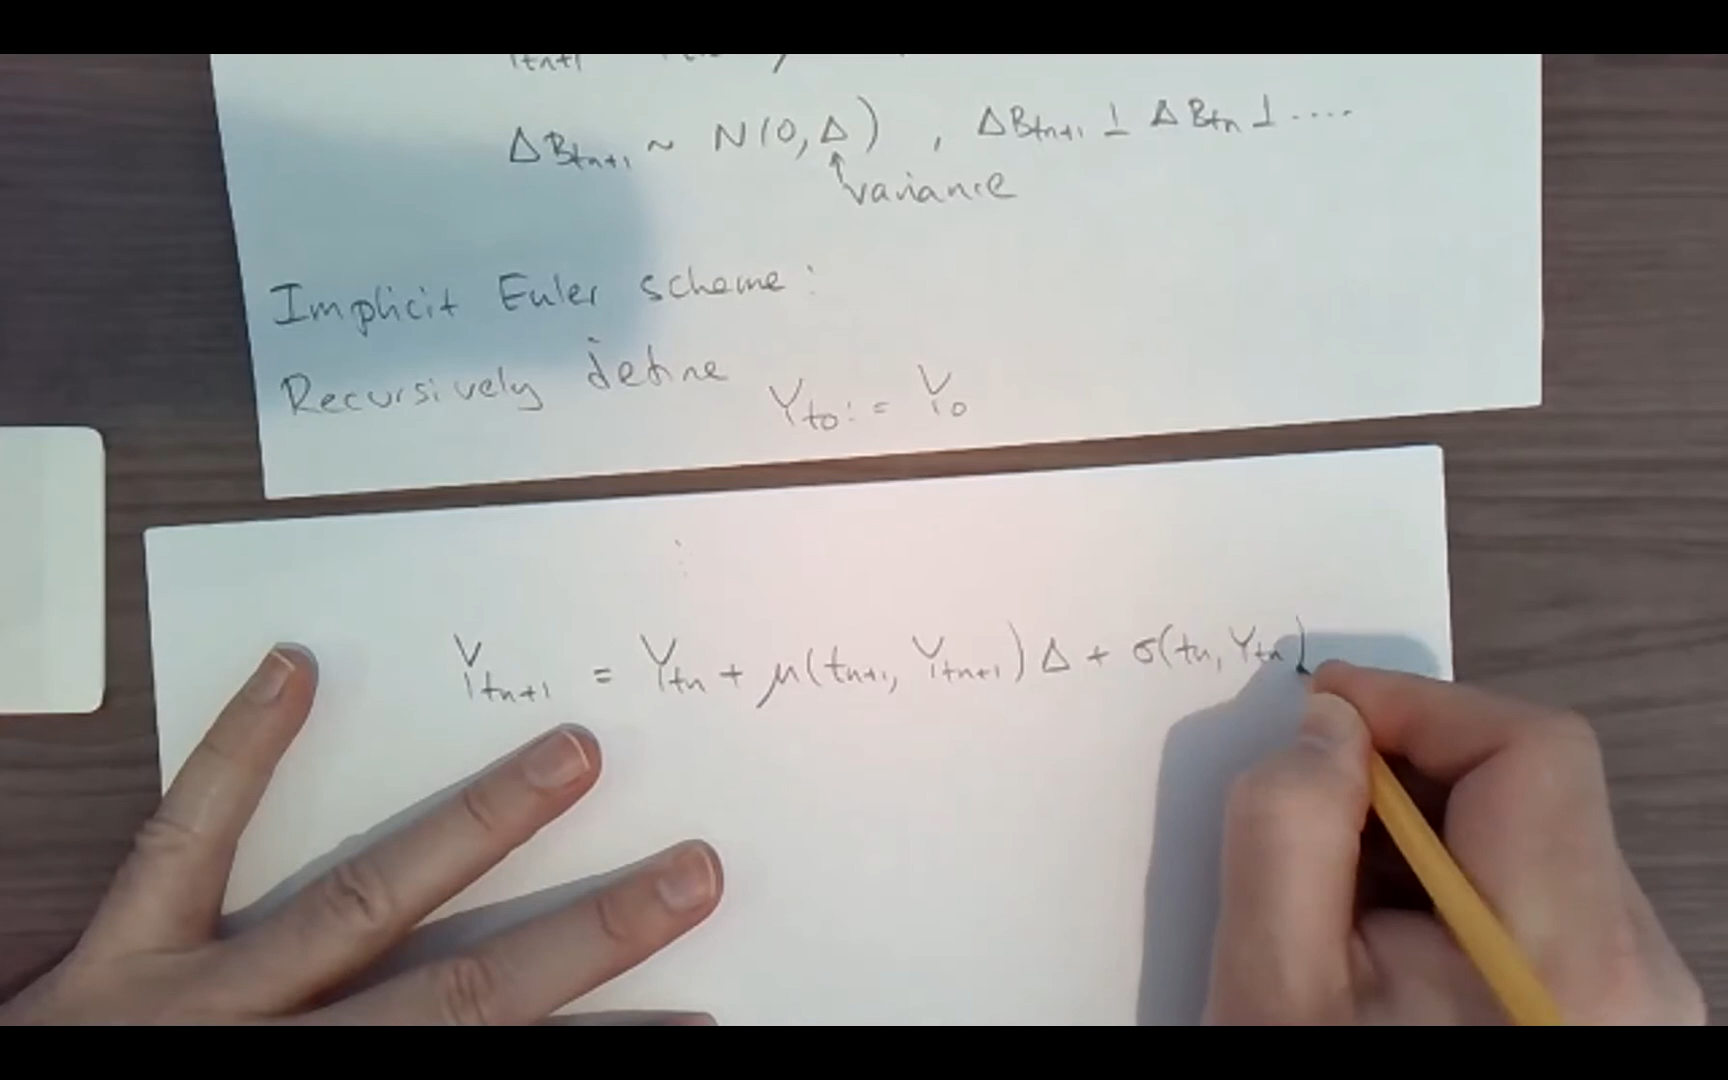 ΔB_{t_{n+1}} ~ N(0, Δ) , ΔB_{t_{n+1}} ⊥ ΔB_{t_n} ⊥ ....
↑ variance
Implicit Euler scheme:
Recursively define
Y_{t_0} := Y_0
Y_{t_{n+1}} = Y_{t_n} + μ(t_{n+1}, Y_{t_{n+1}}) Δ + σ(t_n, Y_{t_n})